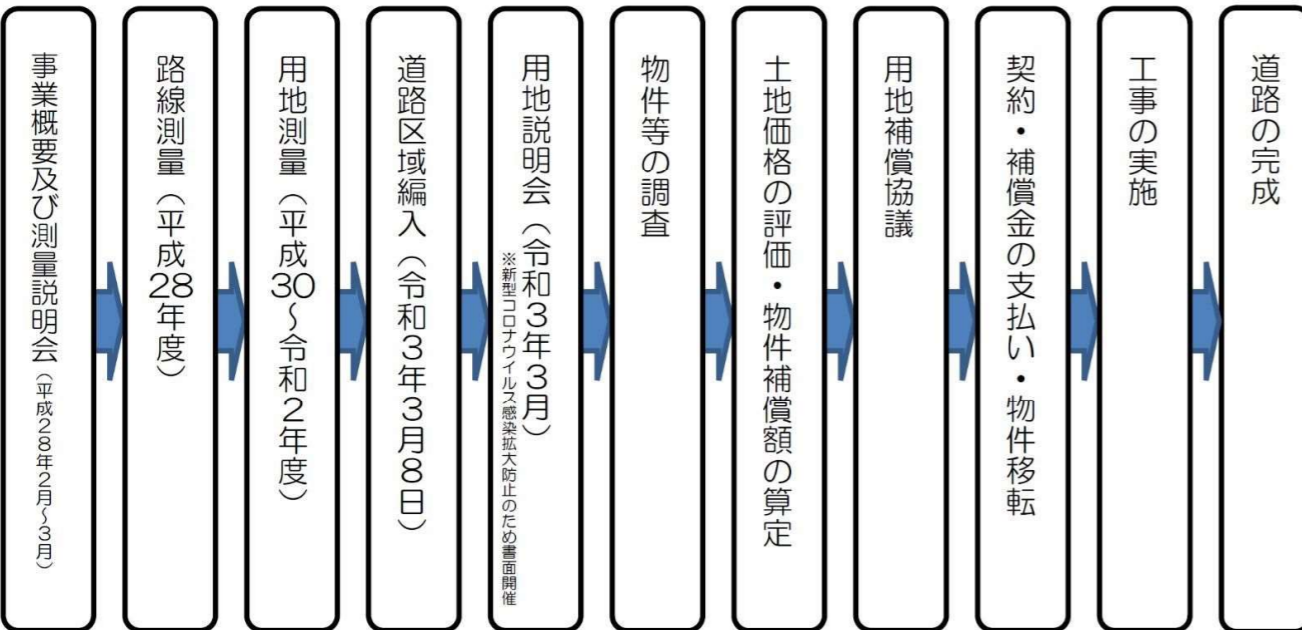 事業概要及び測量説明会（平成２８年２月～３月）
路線測量（平成28年度）
用地測量（平成30～令和２年度）
道路区域編入（令和３年３月８日）
用地説明会（令和３年３月）
※新型コロナウイルス感染拡大防止のため書面開催
物件等の調査
土地価格の評価・物件補償額の算定
用地補償協議
契約・補償金の支払い・物件移転
工事の実施
道路の完成